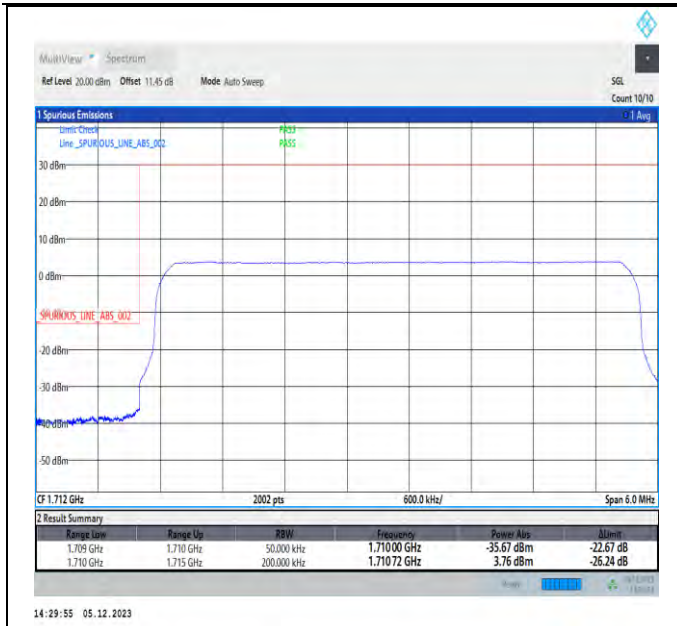 MultiView Spectrum
Ref Level 20.00 dBm Offset 11.45 dB Mode Auto Sweep SGL
Count 10/10
1 Spurious Emissions 1 Avg
Limit Check PASS
Line _SPURIOUS_LINE_ABS_002 PASS
30 dBm
20 dBm
10 dBm
0 dBm
_SPURIOUS_LINE_ABS_002
-20 dBm
-30 dBm
-40 dBm
-50 dBm
CF 1.712 GHz 2002 pts 600.0 kHz/ Span 6.0 MHz
2 Result Summary
Range Low Range Up RBW Frequency Power Abs ΔLimit
1.709 GHz 1.710 GHz 50.000 kHz 1.71000 GHz -35.67 dBm -22.67 dB
1.710 GHz 1.715 GHz 200.000 kHz 1.71072 GHz 3.76 dBm -26.24 dB
14:29:55 05.12.2023